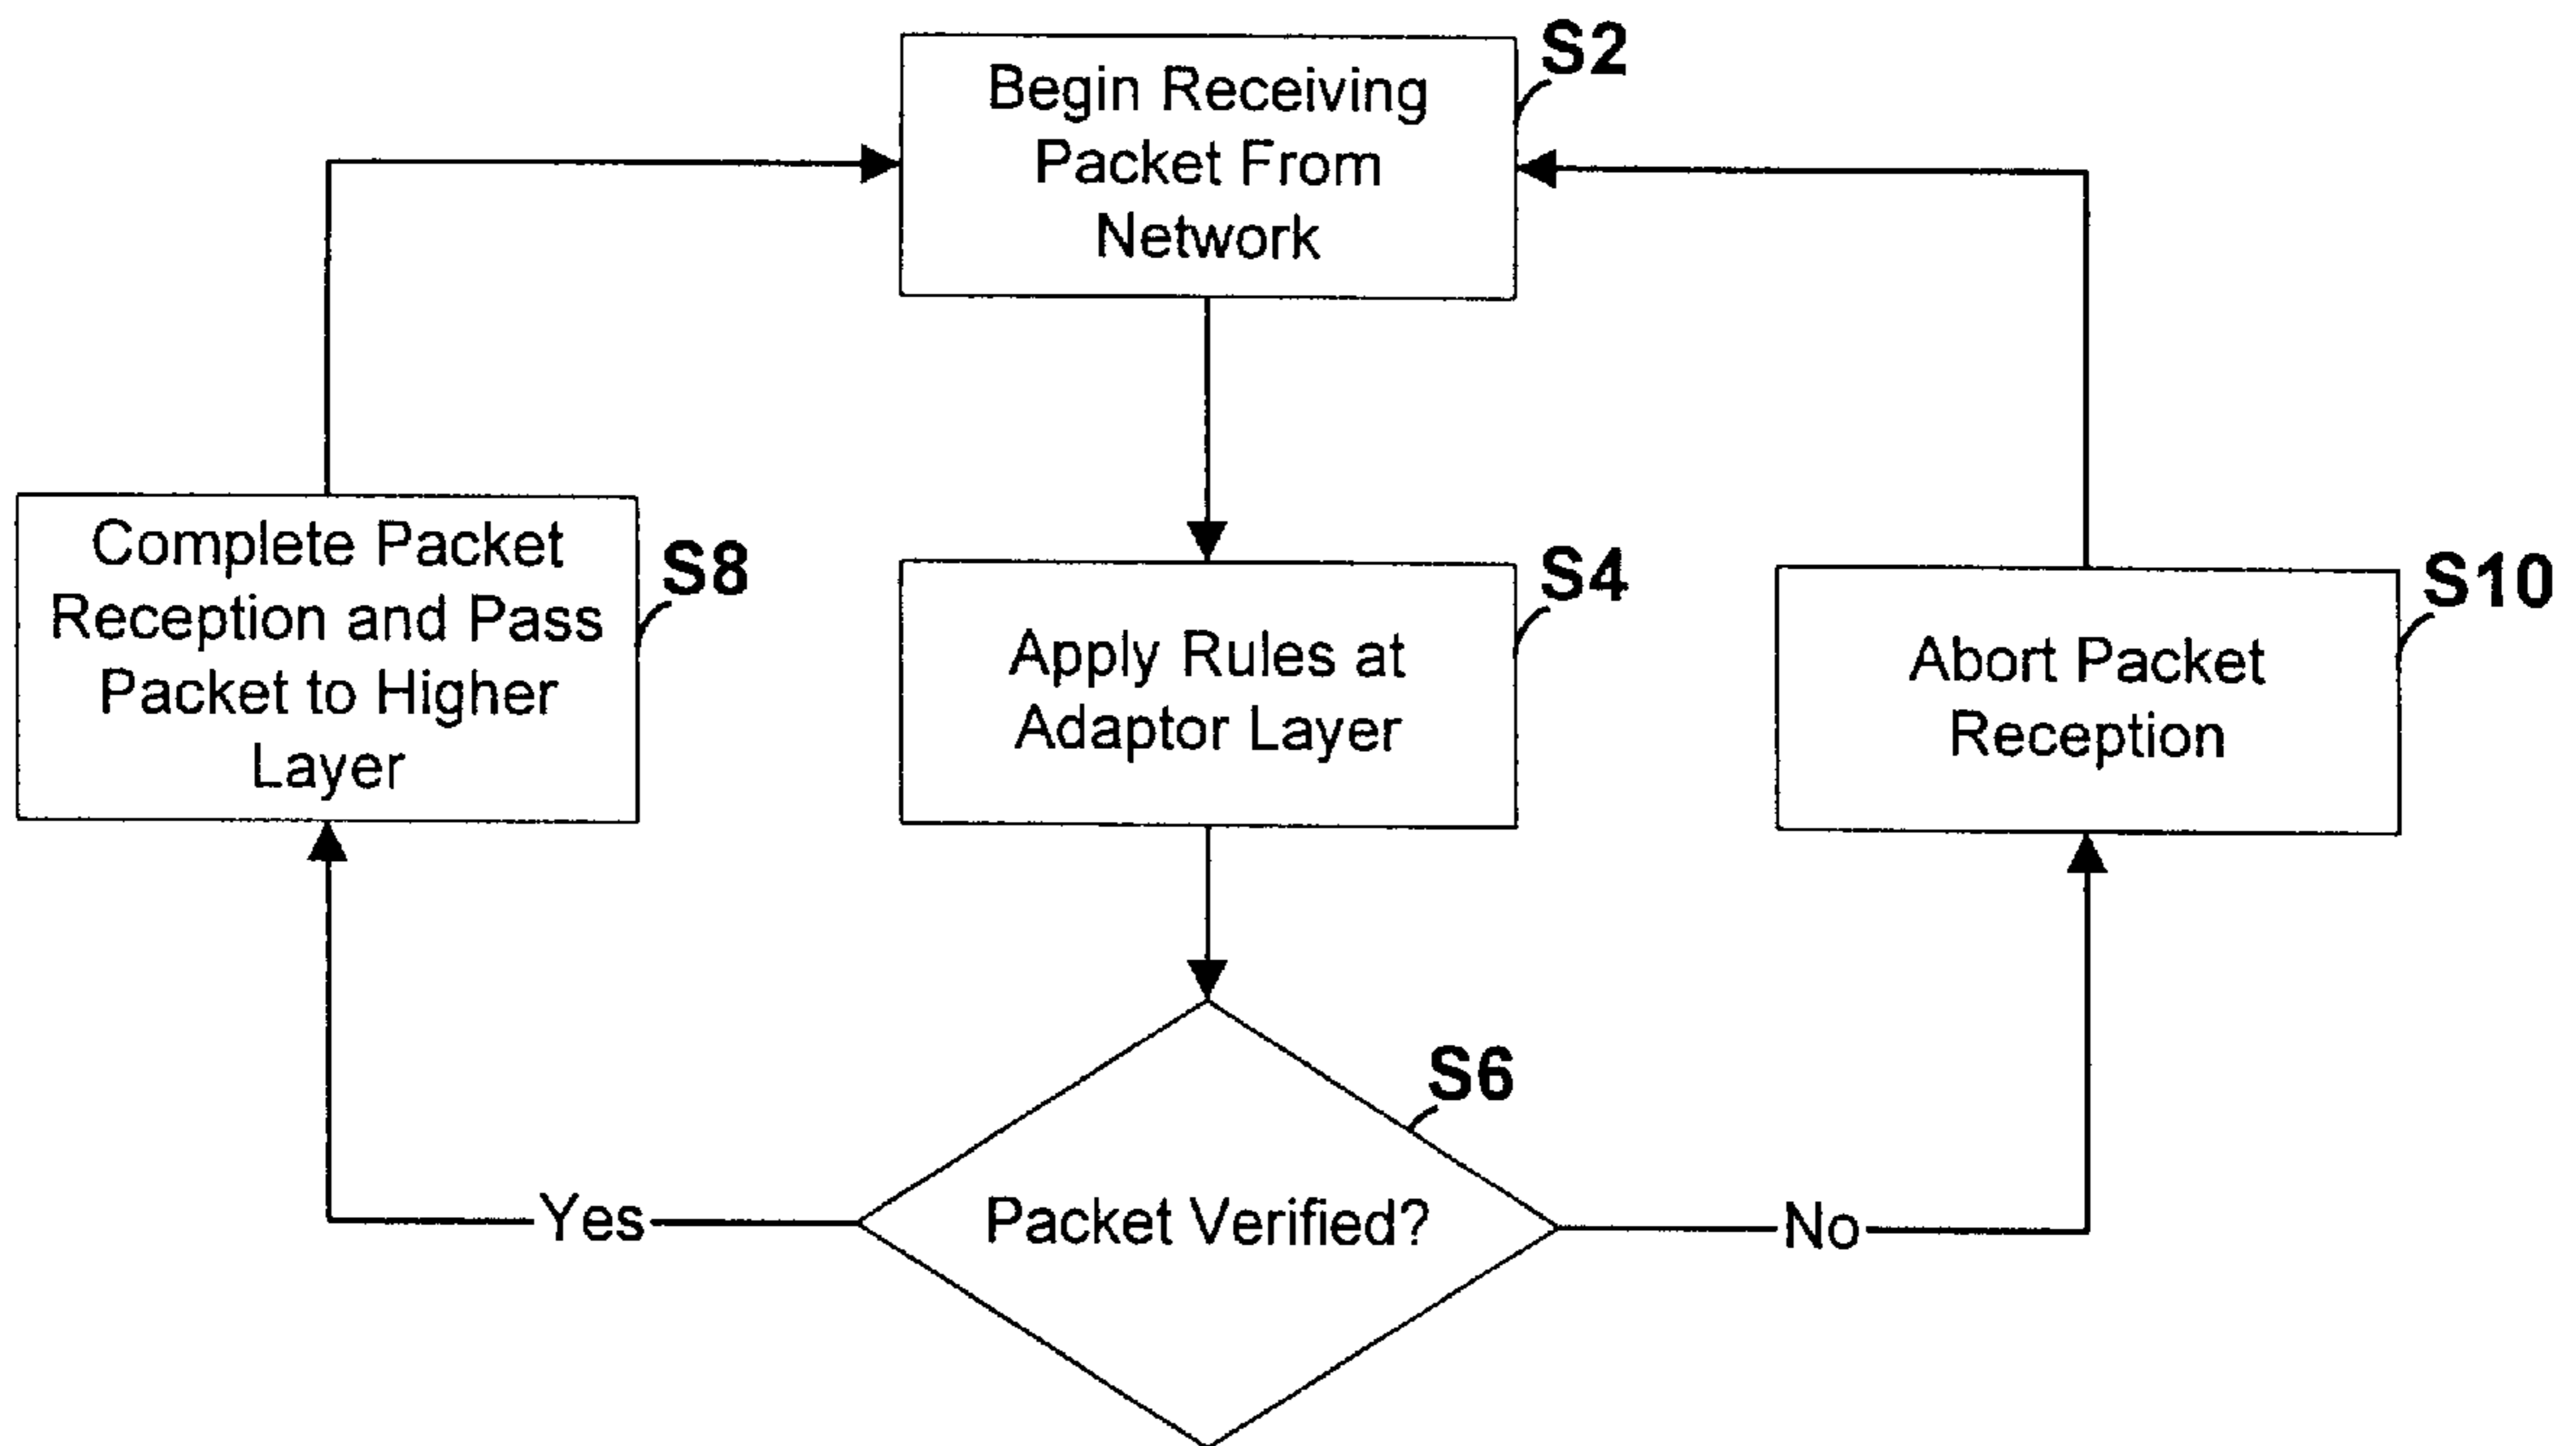 Begin Receiving
Packet From
Network
S2
Complete Packet
Reception and Pass
Packet to Higher
Layer
S8
Apply Rules at
Adaptor Layer
S4
Abort Packet
Reception
S10
Packet Verified?
S6
Yes
No